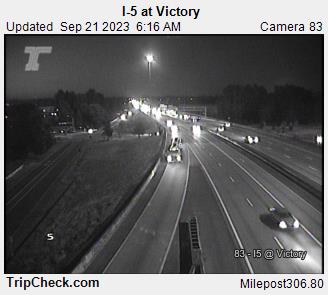 I-5 at Victory
Updated Sep 21 2023 6:16 AM Camera 83
T
S
83 - I5 @ Victory
TripCheck.com Milepost306.80